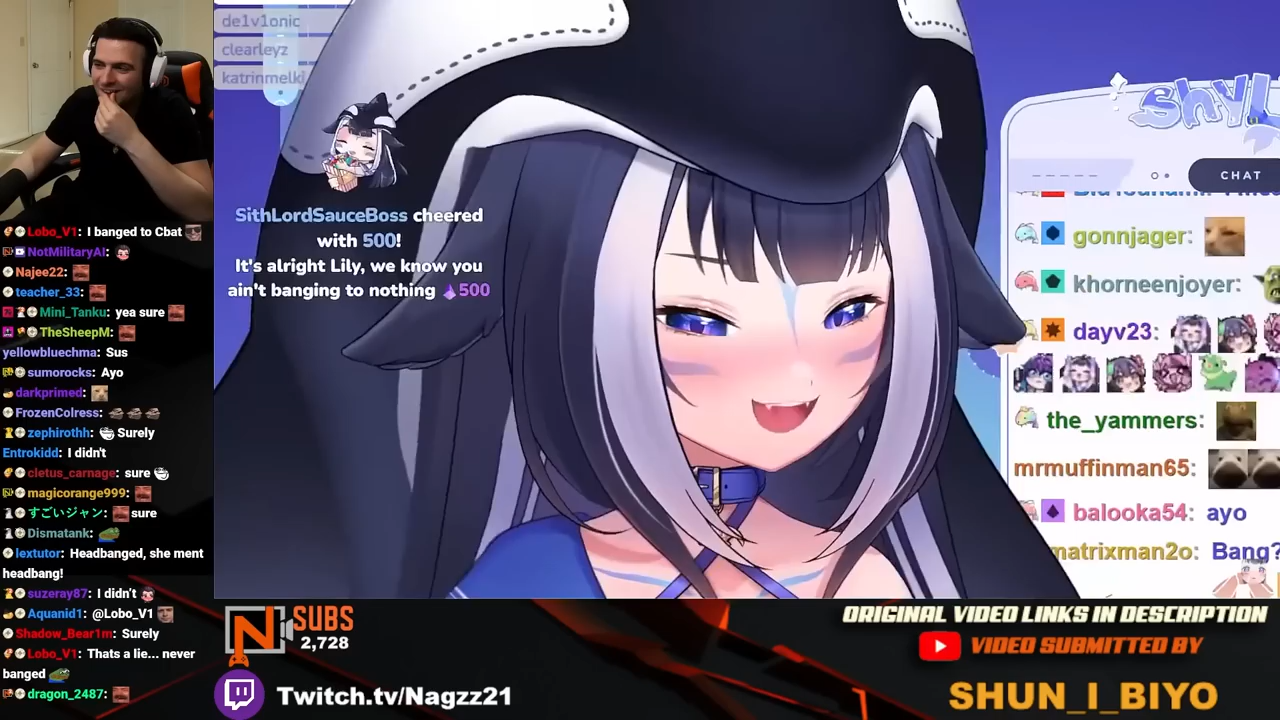 de1v1onic
clearleyz
katrinmelki
SithLordSauceBoss cheered
with 500!
It's alright Lily, we know you
ain't banging to nothing 500
Lobo_V1: I banged to Cbat
NotMilitaryAI:
Najee22:
teacher_33:
Mini_Tanku: yea sure
TheSheepM:
yellowbluechma: Sus
sumorocks: Ayo
darkprimed:
FrozenColress:
zephirothh: Surely
Entrokidd: I didn't
cletus_carnage: sure
magicorange999:
すごいジャン: sure
Dismatank:
lextutor: Headbanged, she ment
headbang!
suzeray87: I didn't
Aquanid1: @Lobo_V1
Shadow_Bear1m: Surely
Lobo_V1: Thats a lie... never
banged
dragon_2487:
shyl
CHAT
gonnjager:
khorneenjoyer:
dayv23:
the_yammers:
mrmuffinman65:
balooka54: ayo
matrixman2o: Bang?
N SUBS
2,728
Twitch.tv/Nagzz21
ORIGINAL VIDEO LINKS IN DESCRIPTION
VIDEO SUBMITTED BY
SHUN_I_BIYO